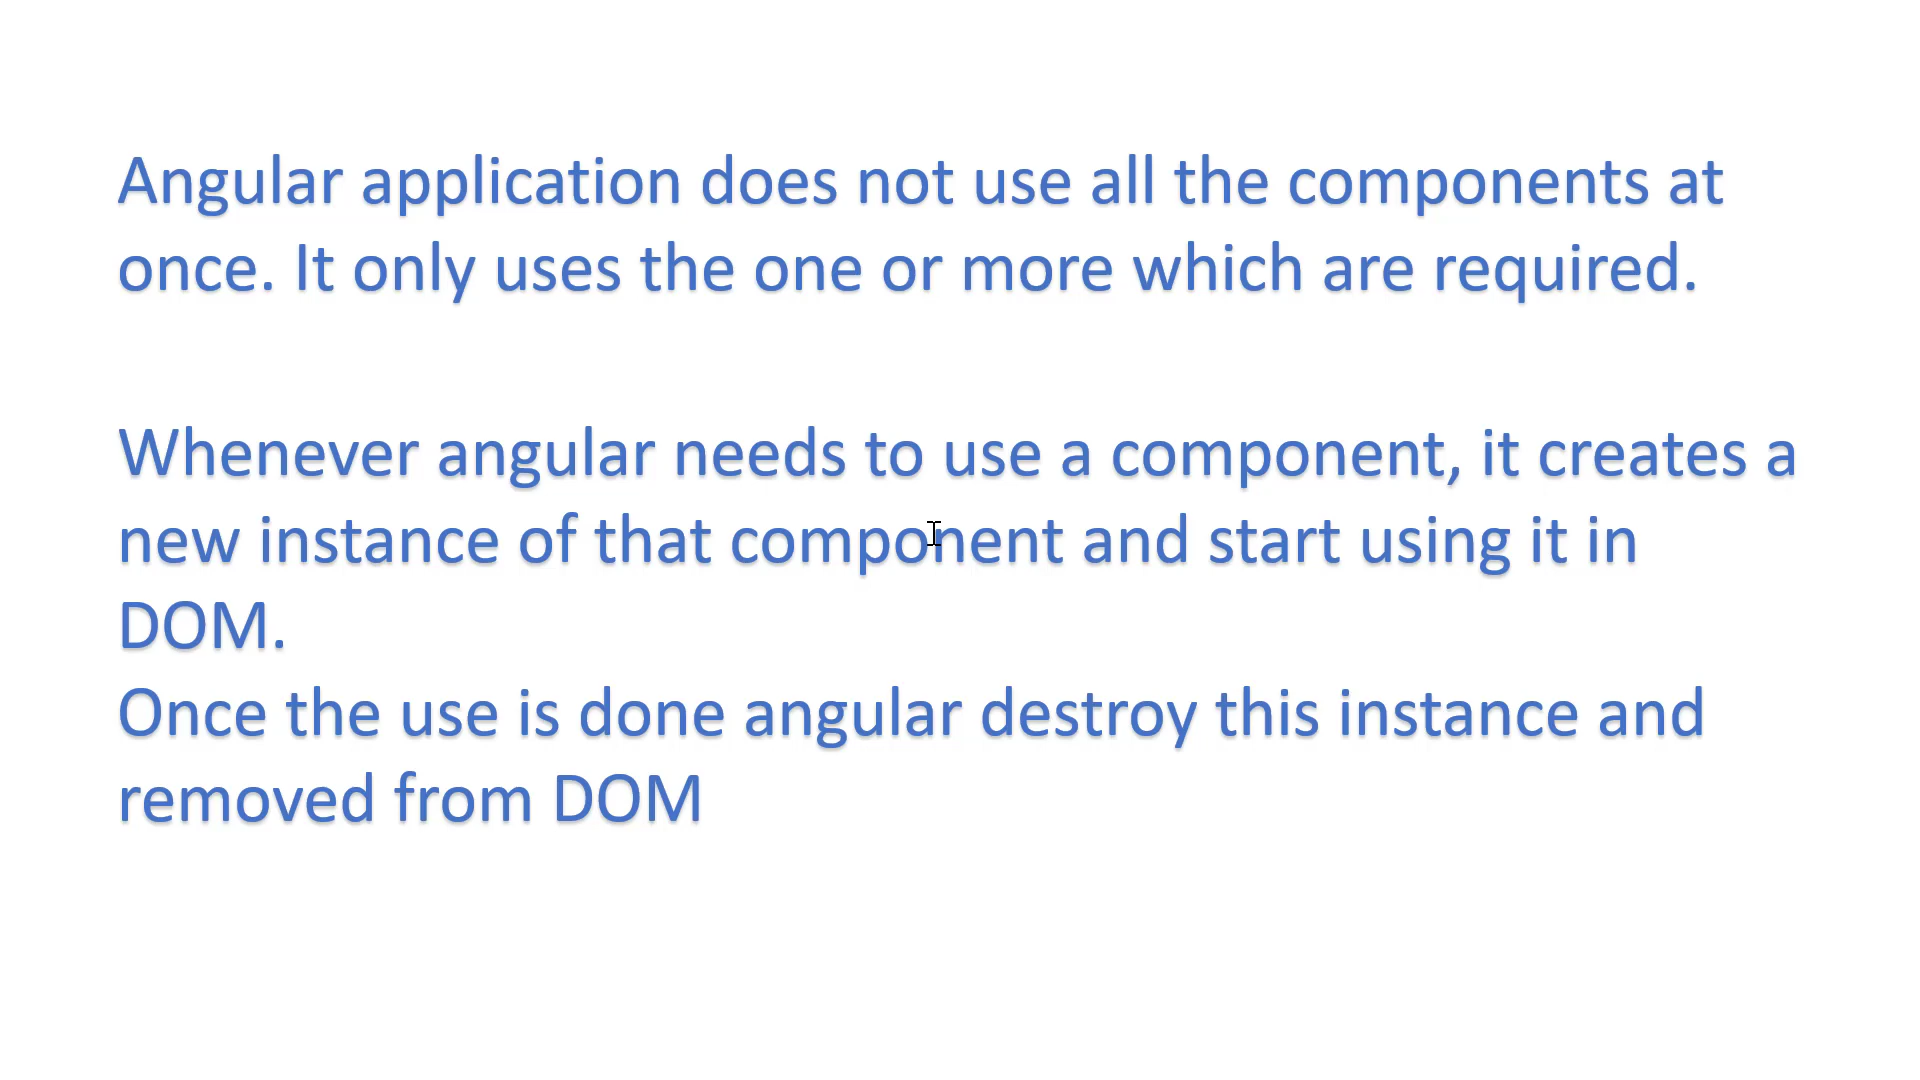 Angular application does not use all the components at
once. It only uses the one or more which are required.
Whenever angular needs to use a component, it creates a
new instance of that component and start using it in
DOM.
Once the use is done angular destroy this instance and
removed from DOM